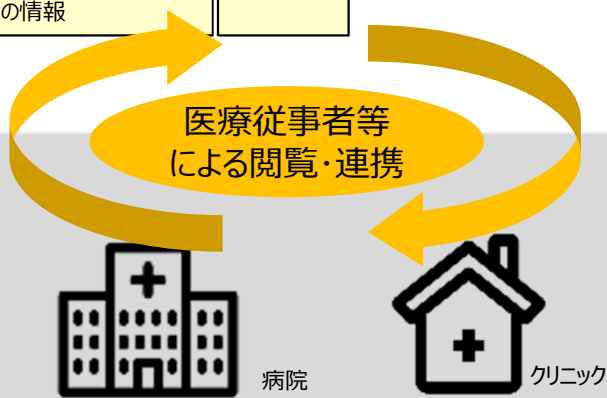 の情報
医療従事者等
による閲覧・連携
病院
クリニック